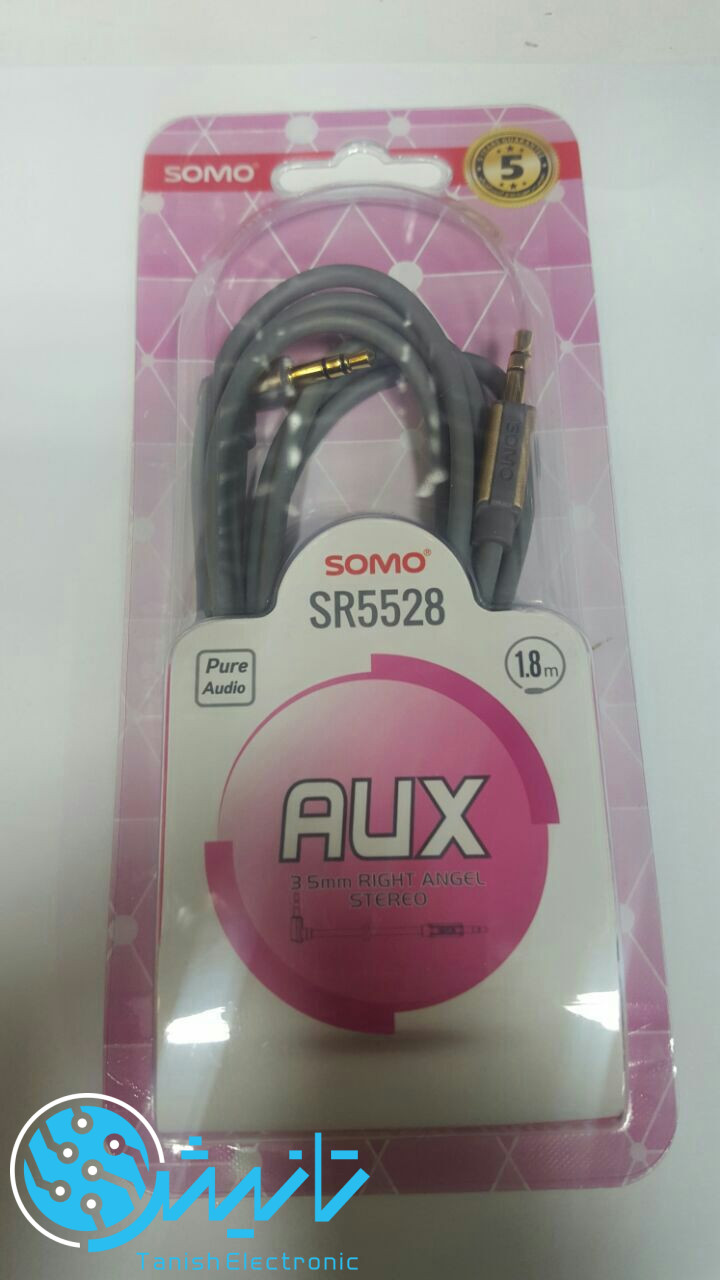 SOMO®
5
SOMO
SOMO®
SR5528
Pure
Audio
1.8m
AUX
3.5mm RIGHT ANGEL
STEREO
تانیش
Tanish Electronic